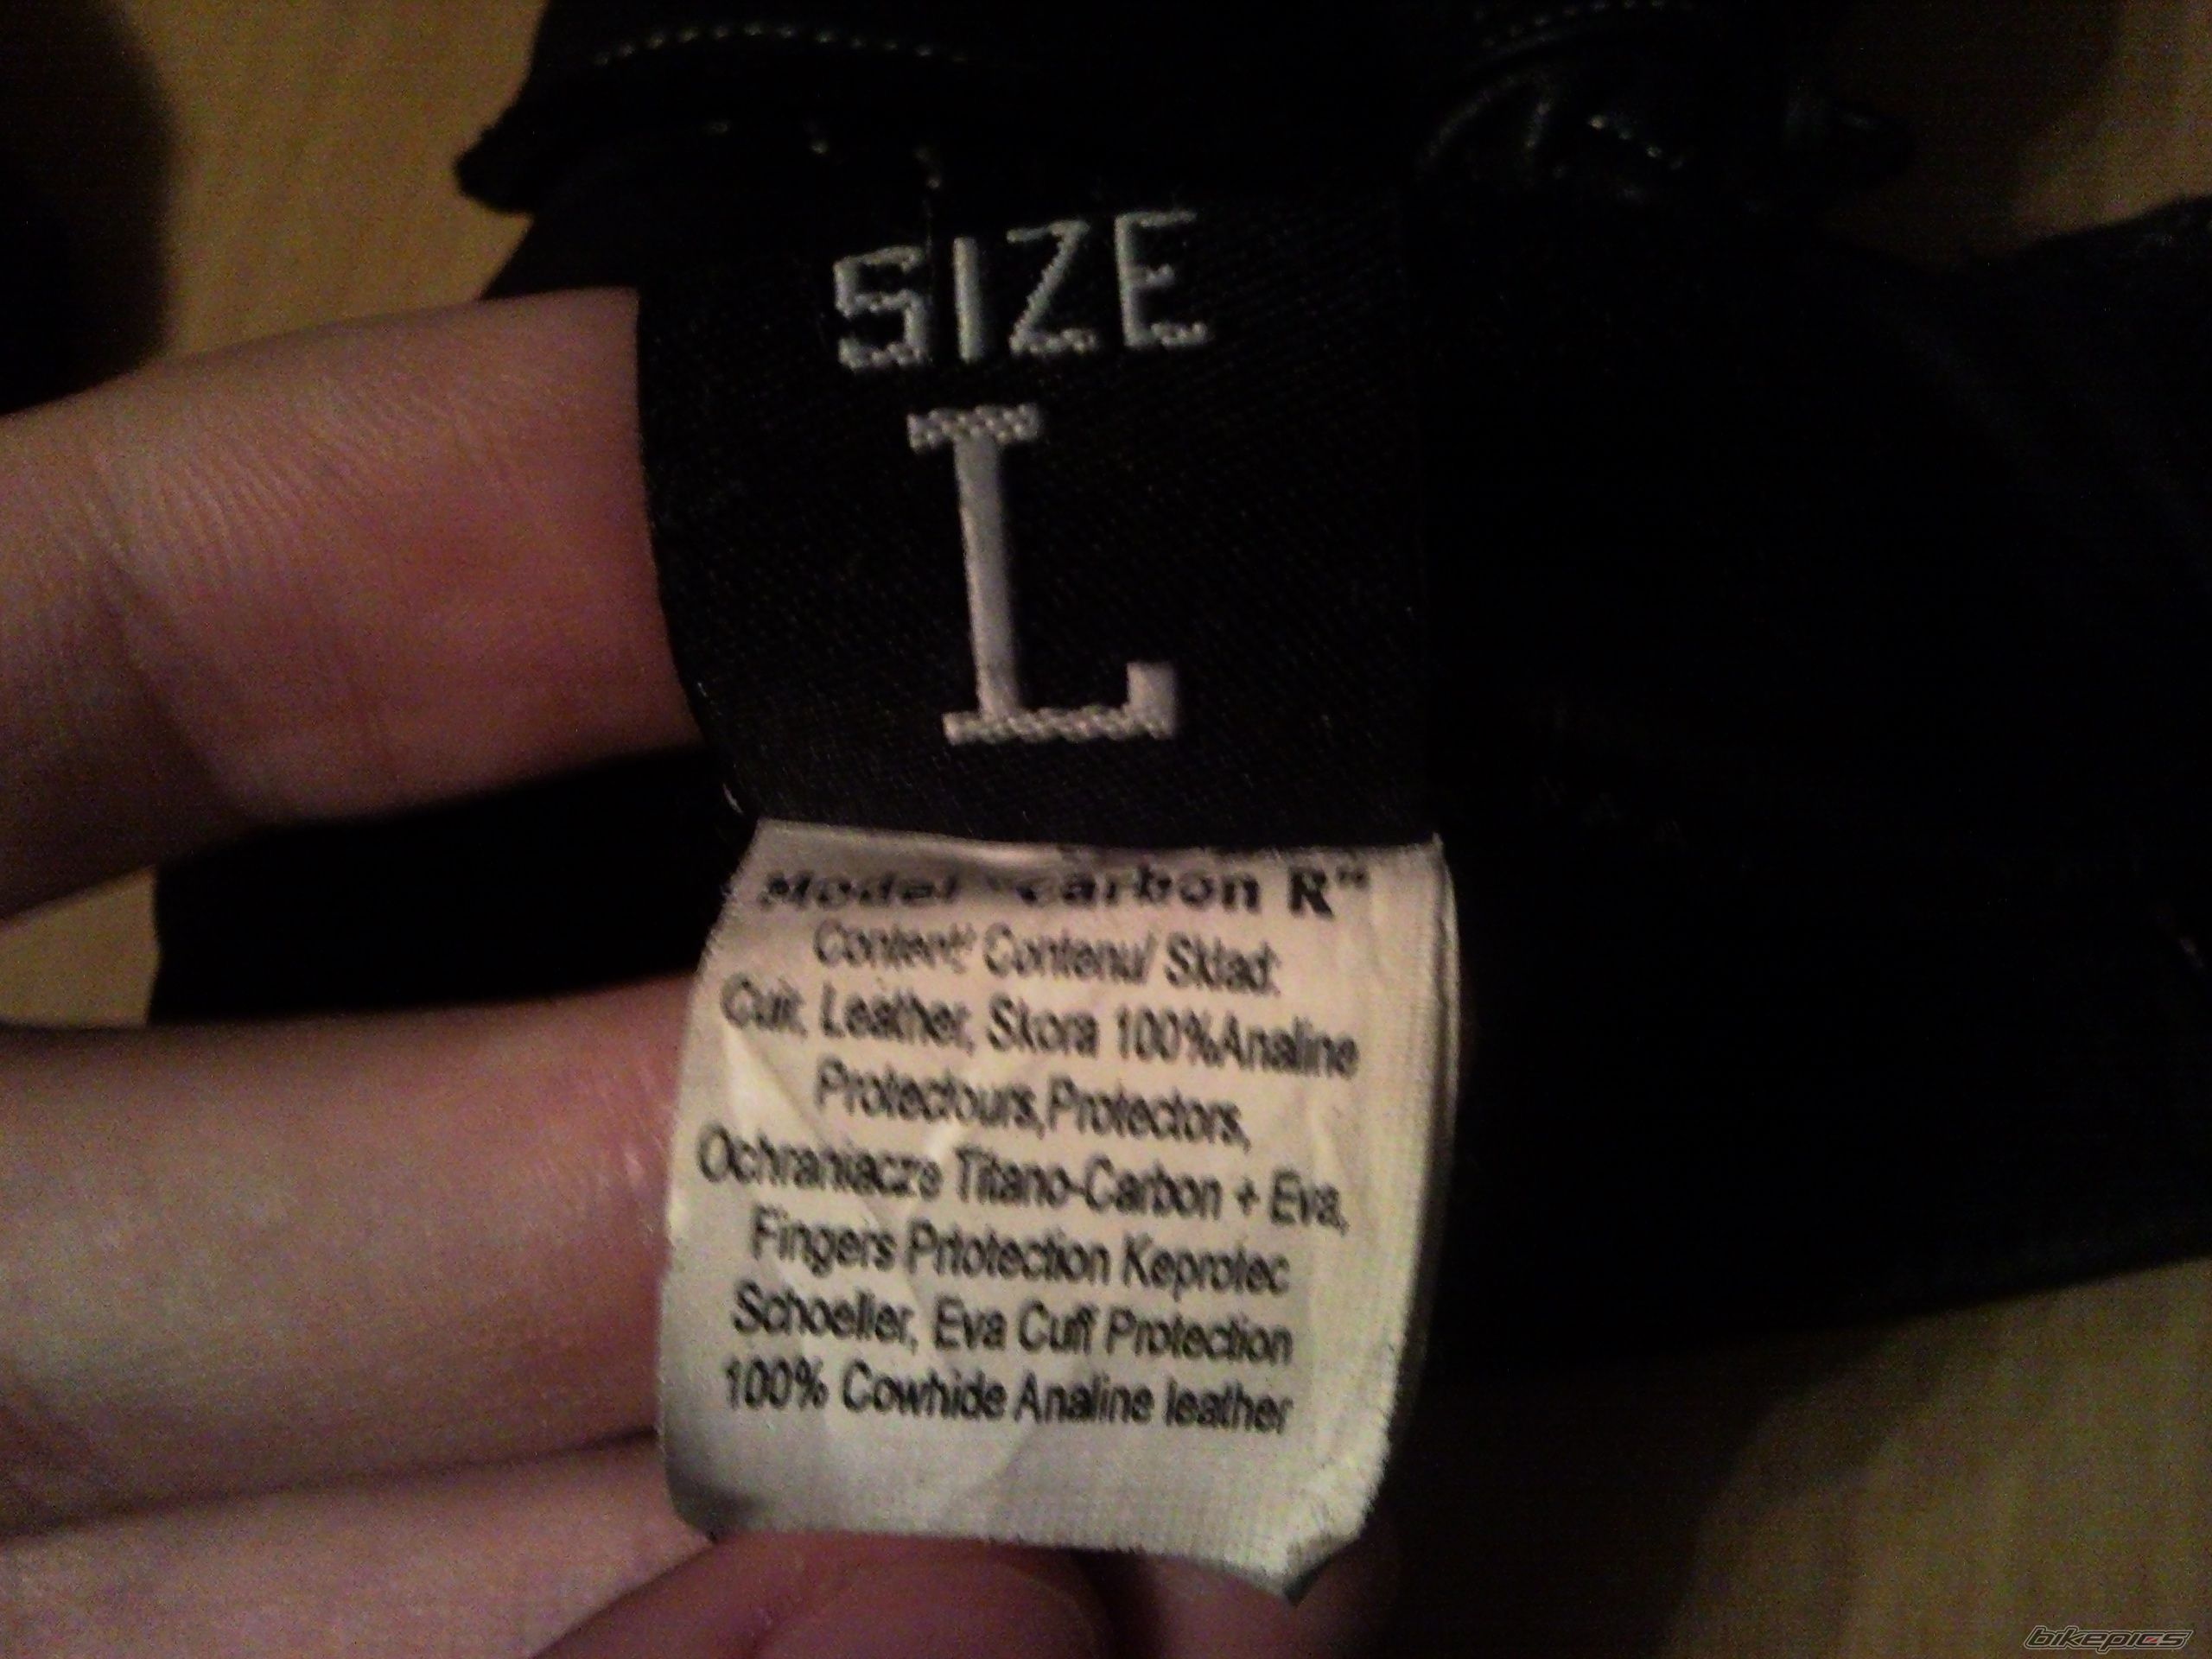 SIZE
L
Model "carbon R"
Content/ Contenu/ Sklad:
Cuir, Leather, Skora 100%Analine
Protectours,Protectors,
Ochraniacze Titano-Carbon + Eva,
Fingers Prtotection Keprotec
Schoeller, Eva Cuff Protection
100% Cowhide Analine leather
bikepics